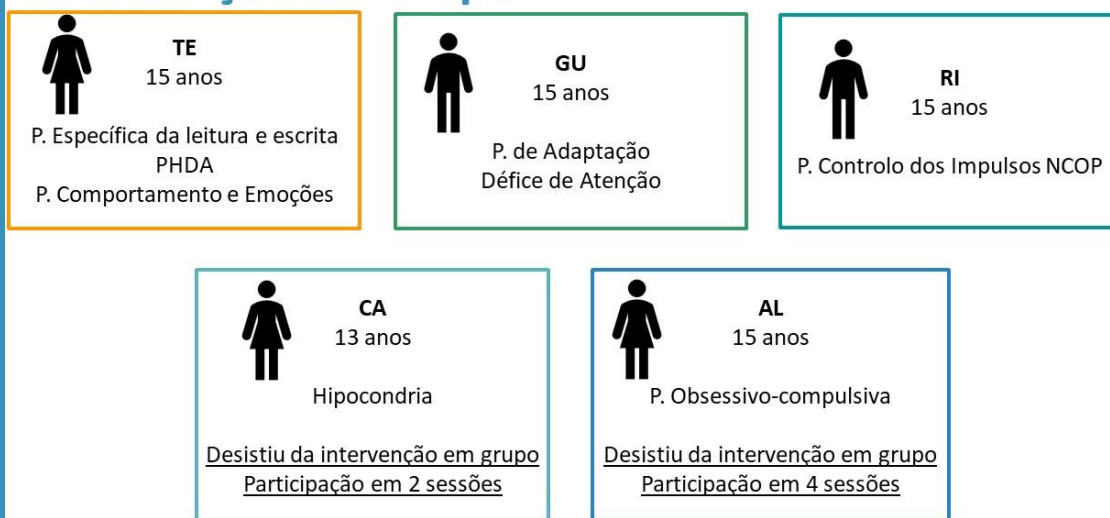 TE
15 anos
P. Específica da leitura e escrita
PHDA
P. Comportamento e Emoções
GU
15 anos
P. de Adaptação
Défice de Atenção
RI
15 anos
P. Controlo dos Impulsos NCOP
CA
13 anos
Hipocondria
Desistiu da intervenção em grupo
Participação em 2 sessões
AL
15 anos
P. Obsessivo-compulsiva
Desistiu da intervenção em grupo
Participação em 4 sessões